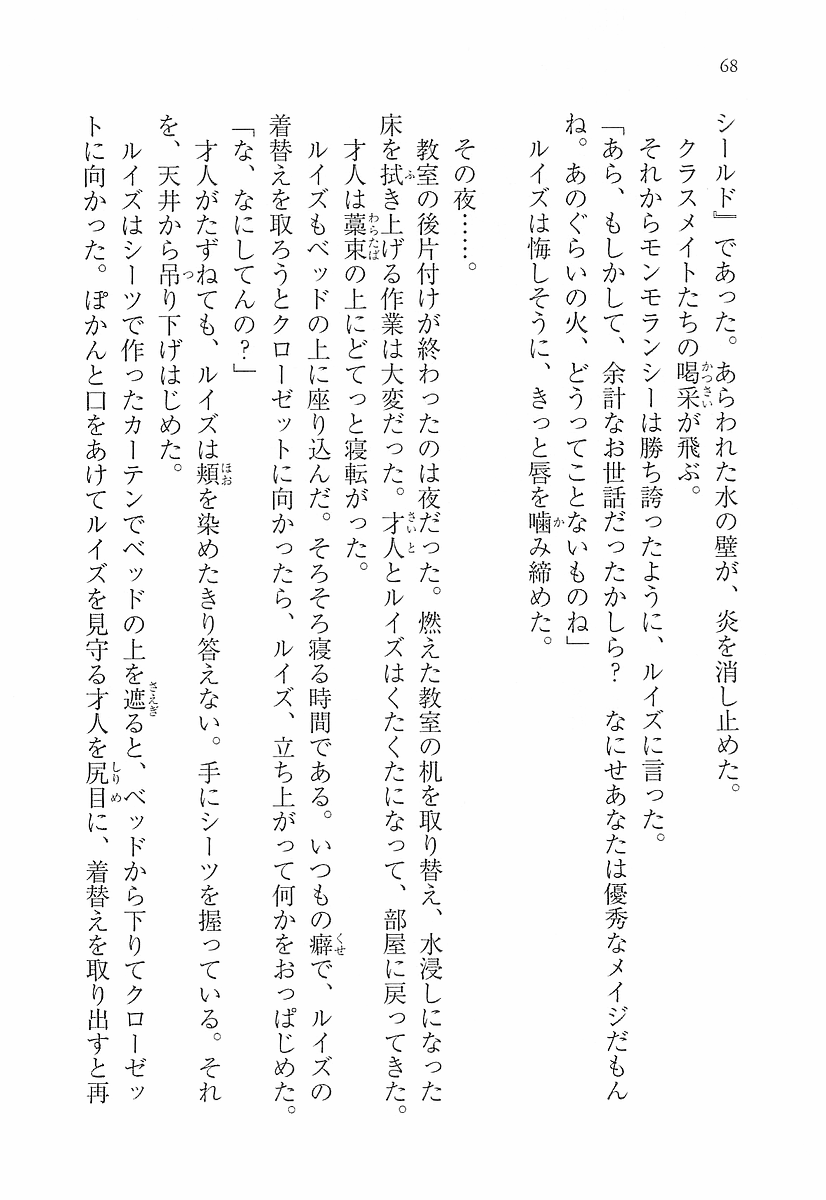 68
シールド』であった。あらわれた水の壁が、炎を消し止めた。
クラスメイトたちの喝采が飛ぶ。
それからモンモランシーは勝ち誇ったように、ルイズに言った。
「あら、もしかして、余計なお世話だったかしら？　なにせあなたは優秀なメイジだもん
ね。あのぐらいの火、どうってことないものね」
ルイズは悔しそうに、きっと唇を噛み締めた。
その夜……。
教室の後片付けが終わったのは夜だった。燃えた教室の机を取り替え、水浸しになった
床を拭き上げる作業は大変だった。才人とルイズはくたくたになって、部屋に戻ってきた。
才人は藁束の上にどてっと寝転がった。
ルイズもベッドの上に座り込んだ。そろそろ寝る時間である。いつもの癖で、ルイズの
着替えを取ろうとクローゼットに向かったら、ルイズ、立ち上がって何かをおっぱじめた。
「な、なにしてんの？」
才人がたずねても、ルイズは頬を染めたきり答えない。手にシーツを握っている。それ
を、天井から吊り下げはじめた。
ルイズはシーツで作ったカーテンでベッドの上を遮ると、ベッドから下りてクローゼッ
トに向かった。ぽかんと口をあけてルイズを見守る才人を尻目に、着替えを取り出すと再